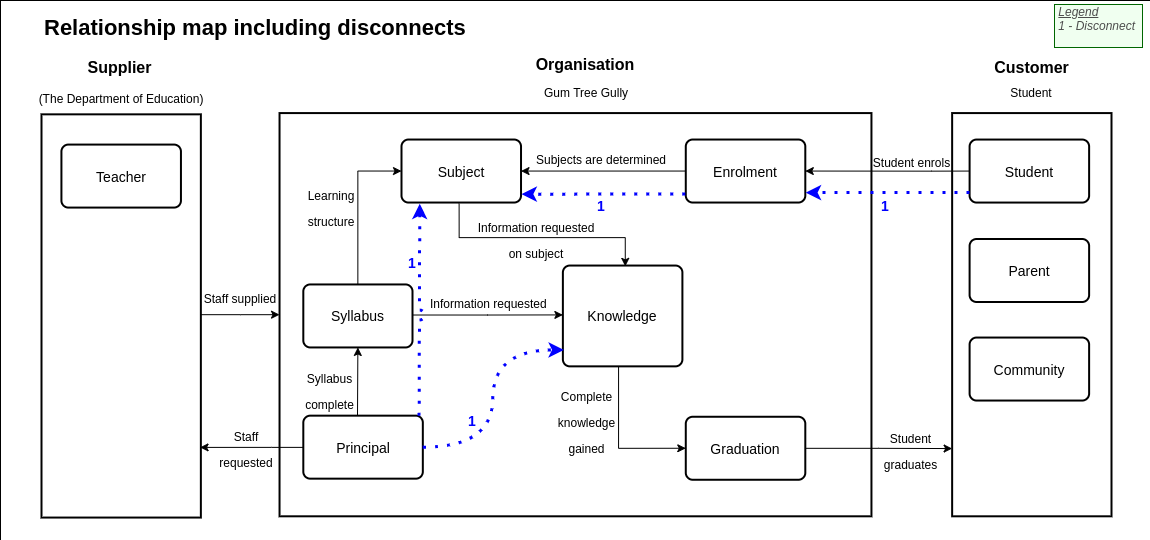 Relationship map including disconnects
Legend
1 - Disconnect
Supplier
(The Department of Education)
Organisation
Gum Tree Gully
Customer
Student
Teacher
Subject
Subjects are determined
Enrolment
Student enrols
Student
1
1
Learning
structure
Information requested
on subject
1
Parent
Staff supplied
Syllabus
Information requested
Knowledge
Syllabus
complete
Community
Complete
knowledge
gained
1
Staff
requested
Principal
Graduation
Student
graduates